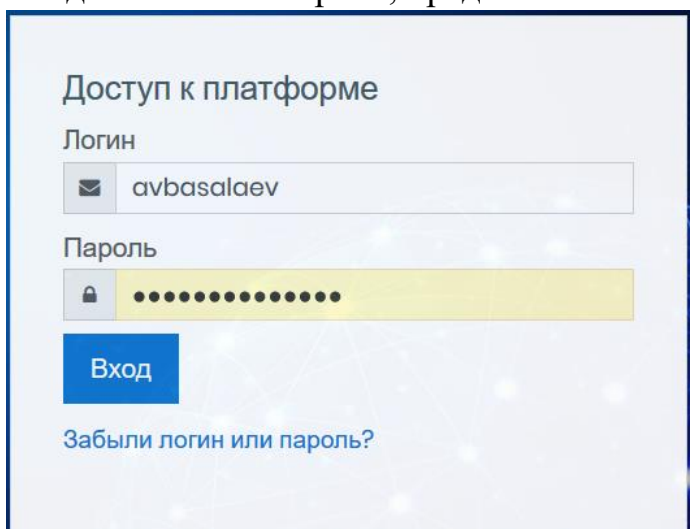 Доступ к платформе
Логин
avbasalaev
Пароль
••••••••••••••
Вход
Забыли логин или пароль?